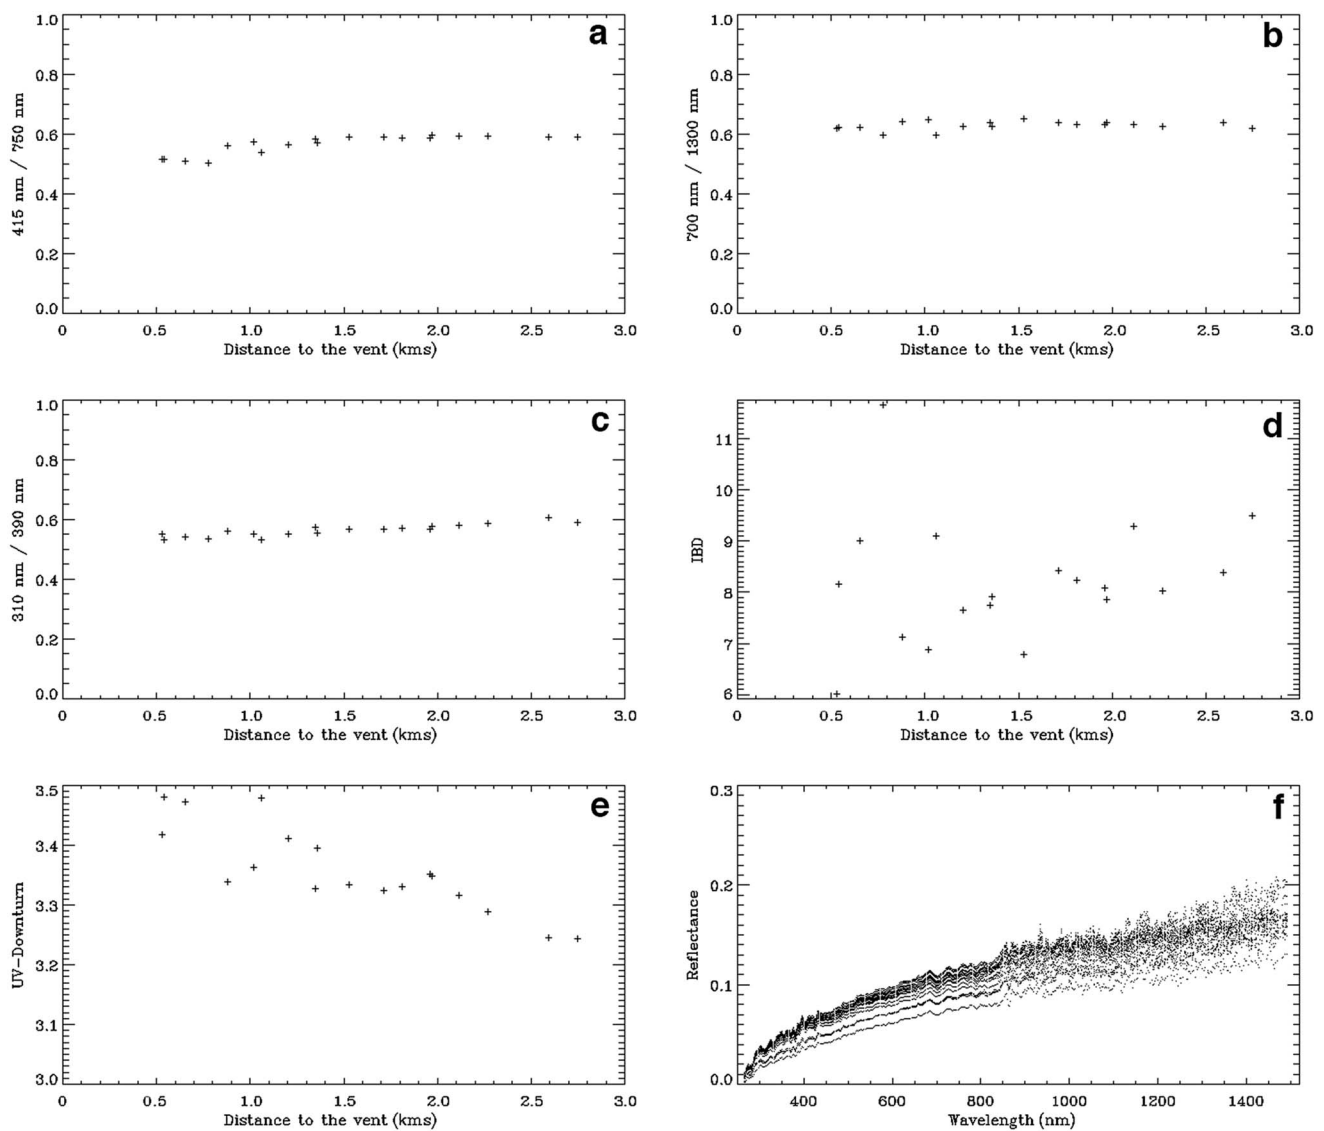 a
1.0
0.8
0.6
0.4
0.2
0.0
415 nm / 750 nm
0 0.5 1.0 1.5 2.0 2.5 3.0
Distance to the vent (kms)
b
1.0
0.8
0.6
0.4
0.2
0.0
700 nm / 1300 nm
0 0.5 1.0 1.5 2.0 2.5 3.0
Distance to the vent (kms)
c
1.0
0.8
0.6
0.4
0.2
0.0
310 nm / 390 nm
0 0.5 1.0 1.5 2.0 2.5 3.0
Distance to the vent (kms)
d
11
10
9
8
7
6
IBD
0 0.5 1.0 1.5 2.0 2.5 3.0
Distance to the vent (kms)
e
3.5
3.4
3.3
3.2
3.1
3.0
UV-Downturn
0 0.5 1.0 1.5 2.0 2.5 3.0
Distance to the vent (kms)
f
0.3
0.2
0.1
0.0
Reflectance
400 600 800 1000 1200 1400
Wavelength (nm)